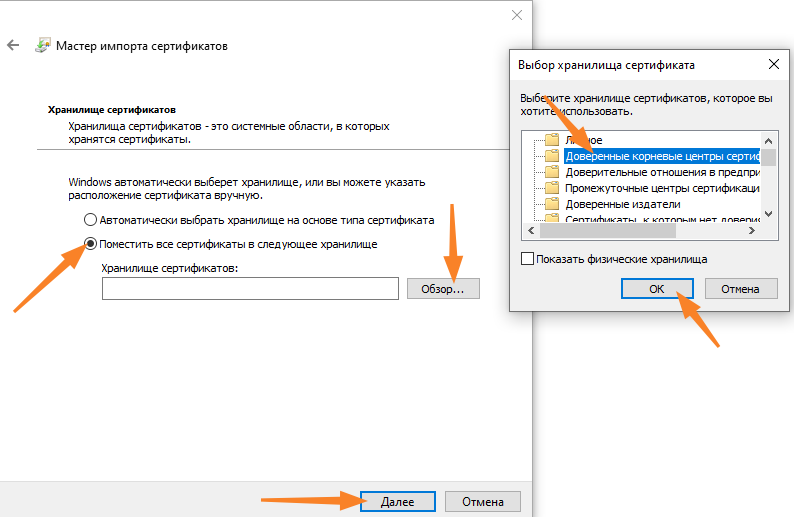 Мастер импорта сертификатов
Хранилище сертификатов
Хранилища сертификатов - это системные области, в которых
хранятся сертификаты.
Windows автоматически выберет хранилище, или вы можете указать
расположение сертификата вручную.
Автоматически выбрать хранилище на основе типа сертификата
Поместить все сертификаты в следующее хранилище
Хранилище сертификатов:
Обзор...
Далее
Отмена
Выбор хранилища сертификата
Выберите хранилище сертификатов, которое вы
хотите использовать.
Личное
Доверенные корневые центры сертиф
Доверительные отношения в предпри
Промежуточные центры сертификаци
Доверенные издатели
Сертификаты, к которым нет довери
Показать физические хранилища
ОК
Отмена